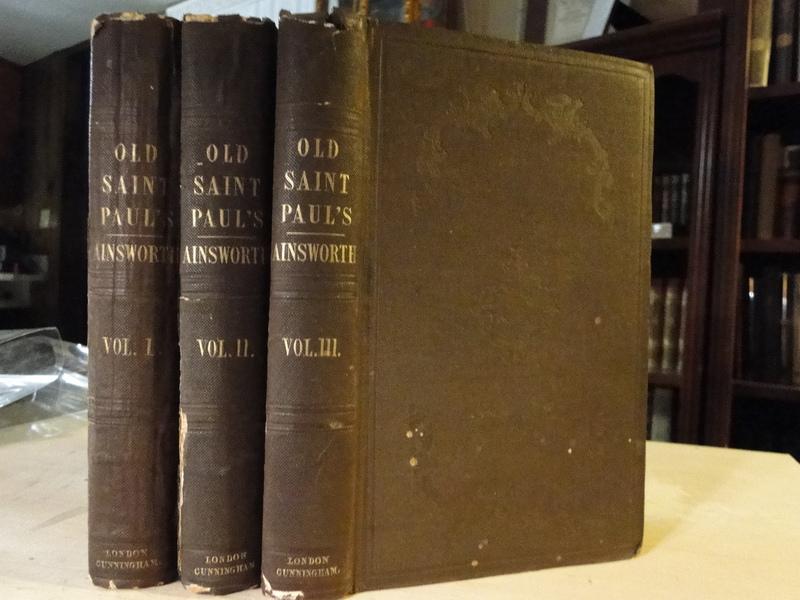 OLD
SAINT
PAUL'S
AINSWORTH
VOL. I.
LONDON
CUNNINGHAM.
OLD
SAINT
PAUL'S
AINSWORTH
VOL. II.
LONDON
CUNNINGHAM
OLD
SAINT
PAUL'S
AINSWORTH
VOL. III.
LONDON
CUNNINGHAM.